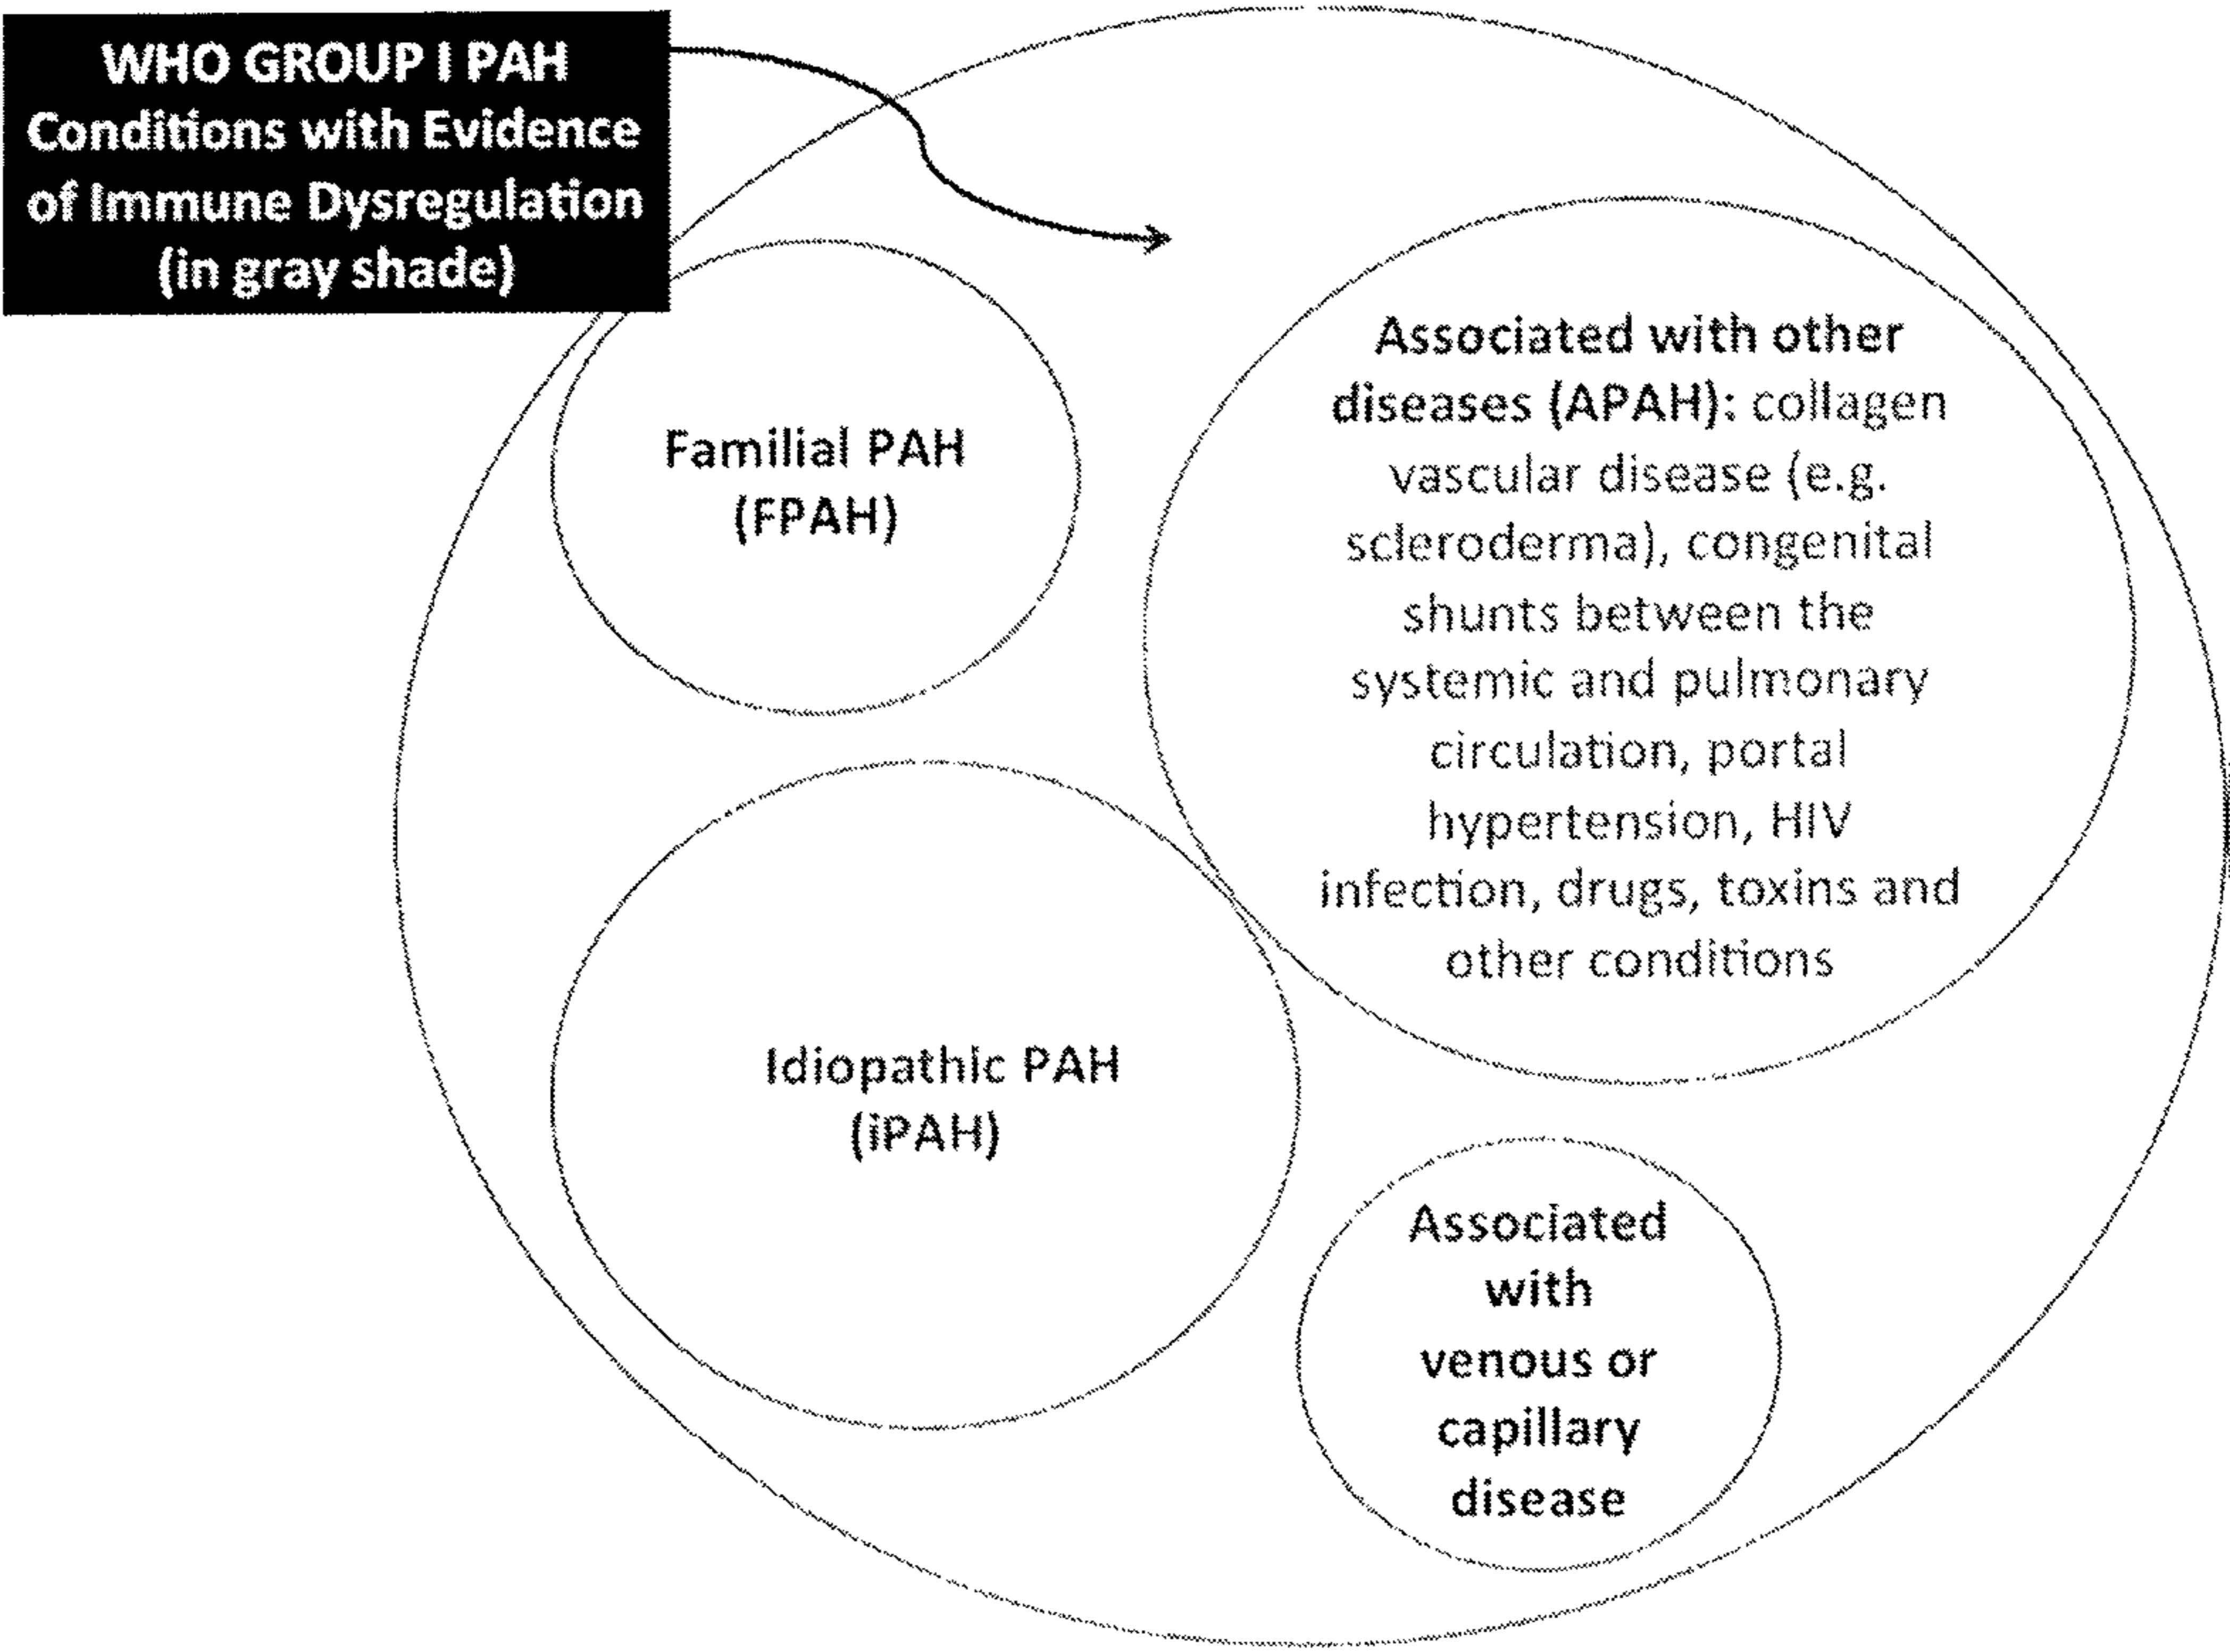 WHO GROUP I PAH
Conditions with Evidence
of Immune Dysregulation
(in gray shade)
Familial PAH
(FPAH)
Associated with other
diseases (APAH): collagen
vascular disease (e.g.
scleroderma), congenital
shunts between the
systemic and pulmonary
circulation, portal
hypertension, HIV
infection, drugs, toxins and
other conditions
Idiopathic PAH
(iPAH)
Associated
with
venous or
capillary
disease